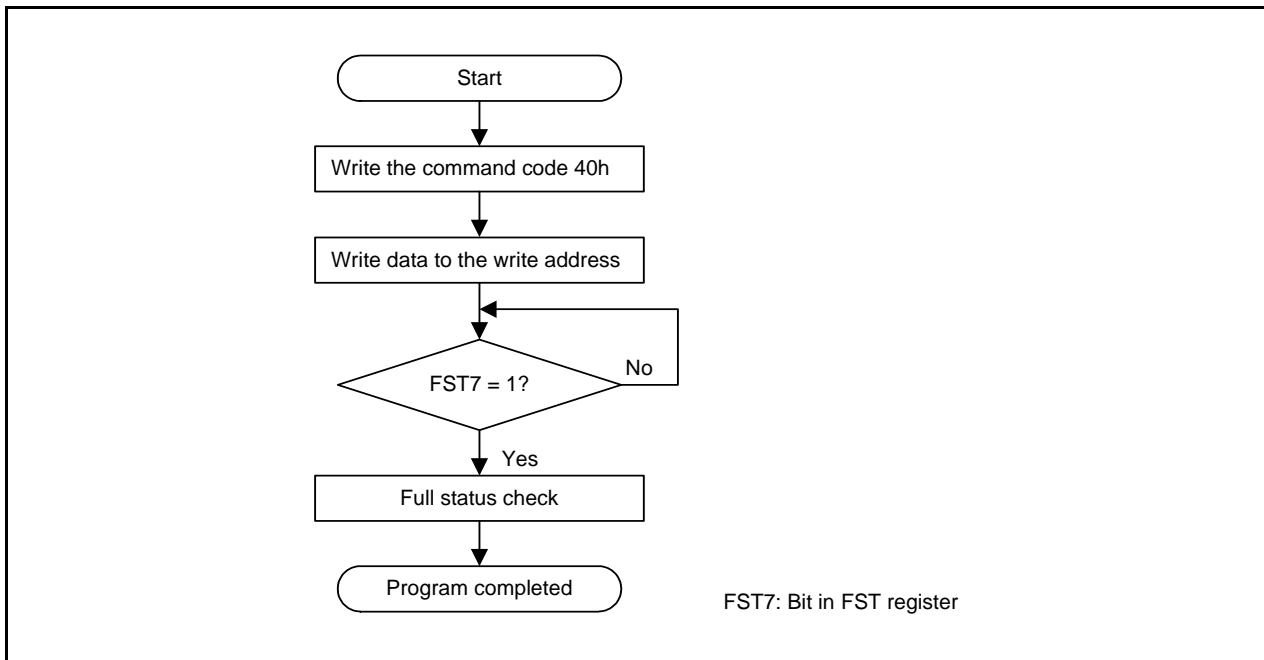 Start
Write the command code 40h
Write data to the write address
FST7 = 1?
No
Yes
Full status check
Program completed
FST7: Bit in FST register